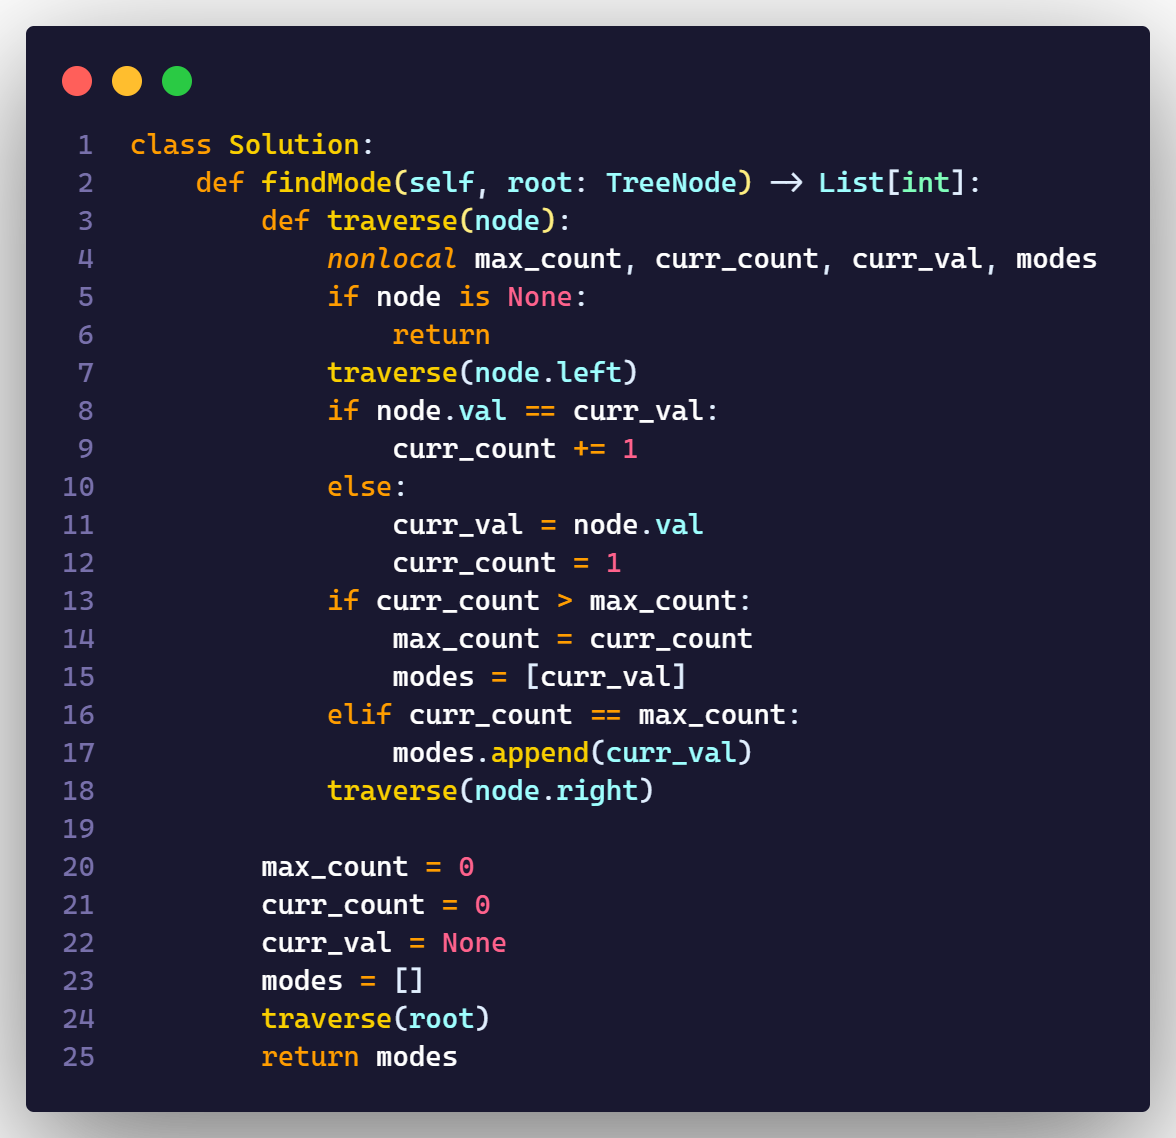 1 class Solution:
2     def findMode(self, root: TreeNode) -> List[int]:
3         def traverse(node):
4             nonlocal max_count, curr_count, curr_val, modes
5             if node is None:
6                 return
7             traverse(node.left)
8             if node.val == curr_val:
9                 curr_count += 1
10             else:
11                 curr_val = node.val
12                 curr_count = 1
13             if curr_count > max_count:
14                 max_count = curr_count
15                 modes = [curr_val]
16             elif curr_count == max_count:
17                 modes.append(curr_val)
18             traverse(node.right)
19
20         max_count = 0
21         curr_count = 0
22         curr_val = None
23         modes = []
24         traverse(root)
25         return modes